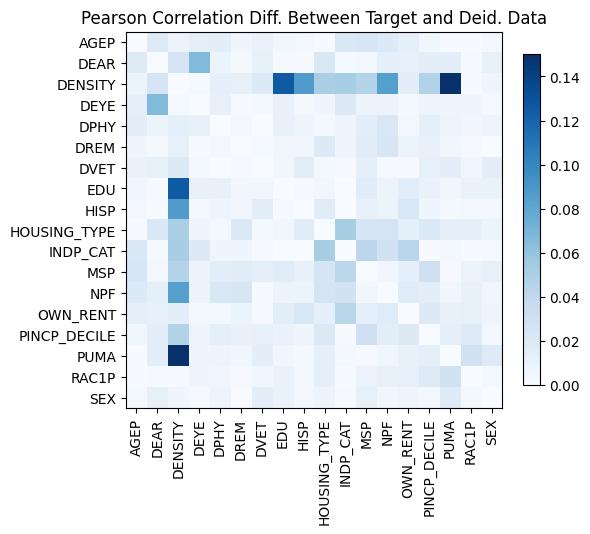 Pearson Correlation Diff. Between Target and Deid. Data
AGEP
DEAR
DENSITY
DEYE
DPHY
DREM
DVET
EDU
HISP
HOUSING_TYPE
INDP_CAT
MSP
NPF
OWN_RENT
PINCP_DECILE
PUMA
RAC1P
SEX
AGEP
DEAR
DENSITY
DEYE
DPHY
DREM
DVET
EDU
HISP
HOUSING_TYPE
INDP_CAT
MSP
NPF
OWN_RENT
PINCP_DECILE
PUMA
RAC1P
SEX
0.14
0.12
0.10
0.08
0.06
0.04
0.02
0.00